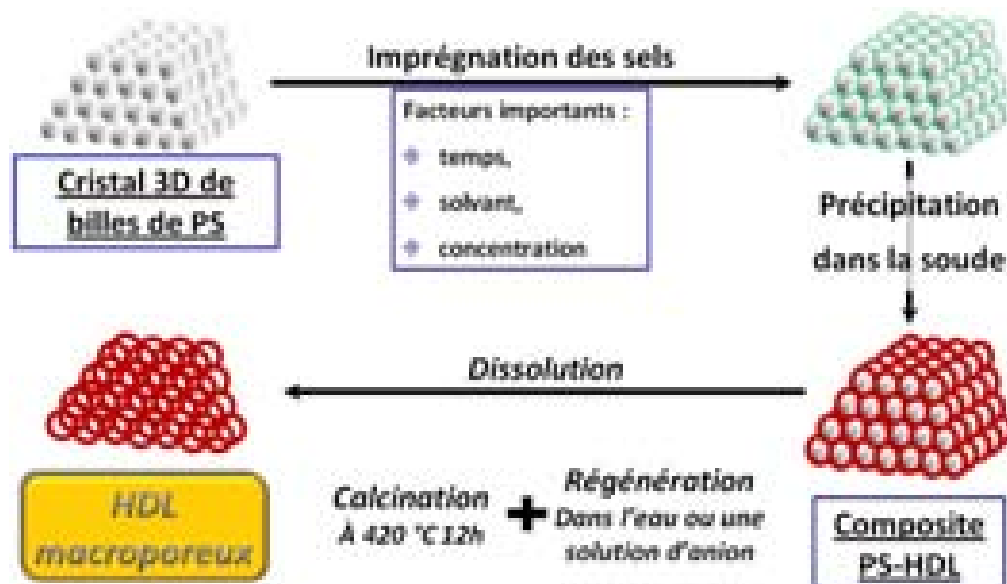 Imprégnation des sels
Facteurs importants :
❖ temps,
❖ solvant,
❖ concentration
Cristal 3D de
billes de PS
Précipitation
dans la soude
Dissolution
HDL
macroporeux
Calcination
À 420 °C 12h
+
Régénération
Dans l'eau ou une
solution d'anion
Composite
PS-HDL